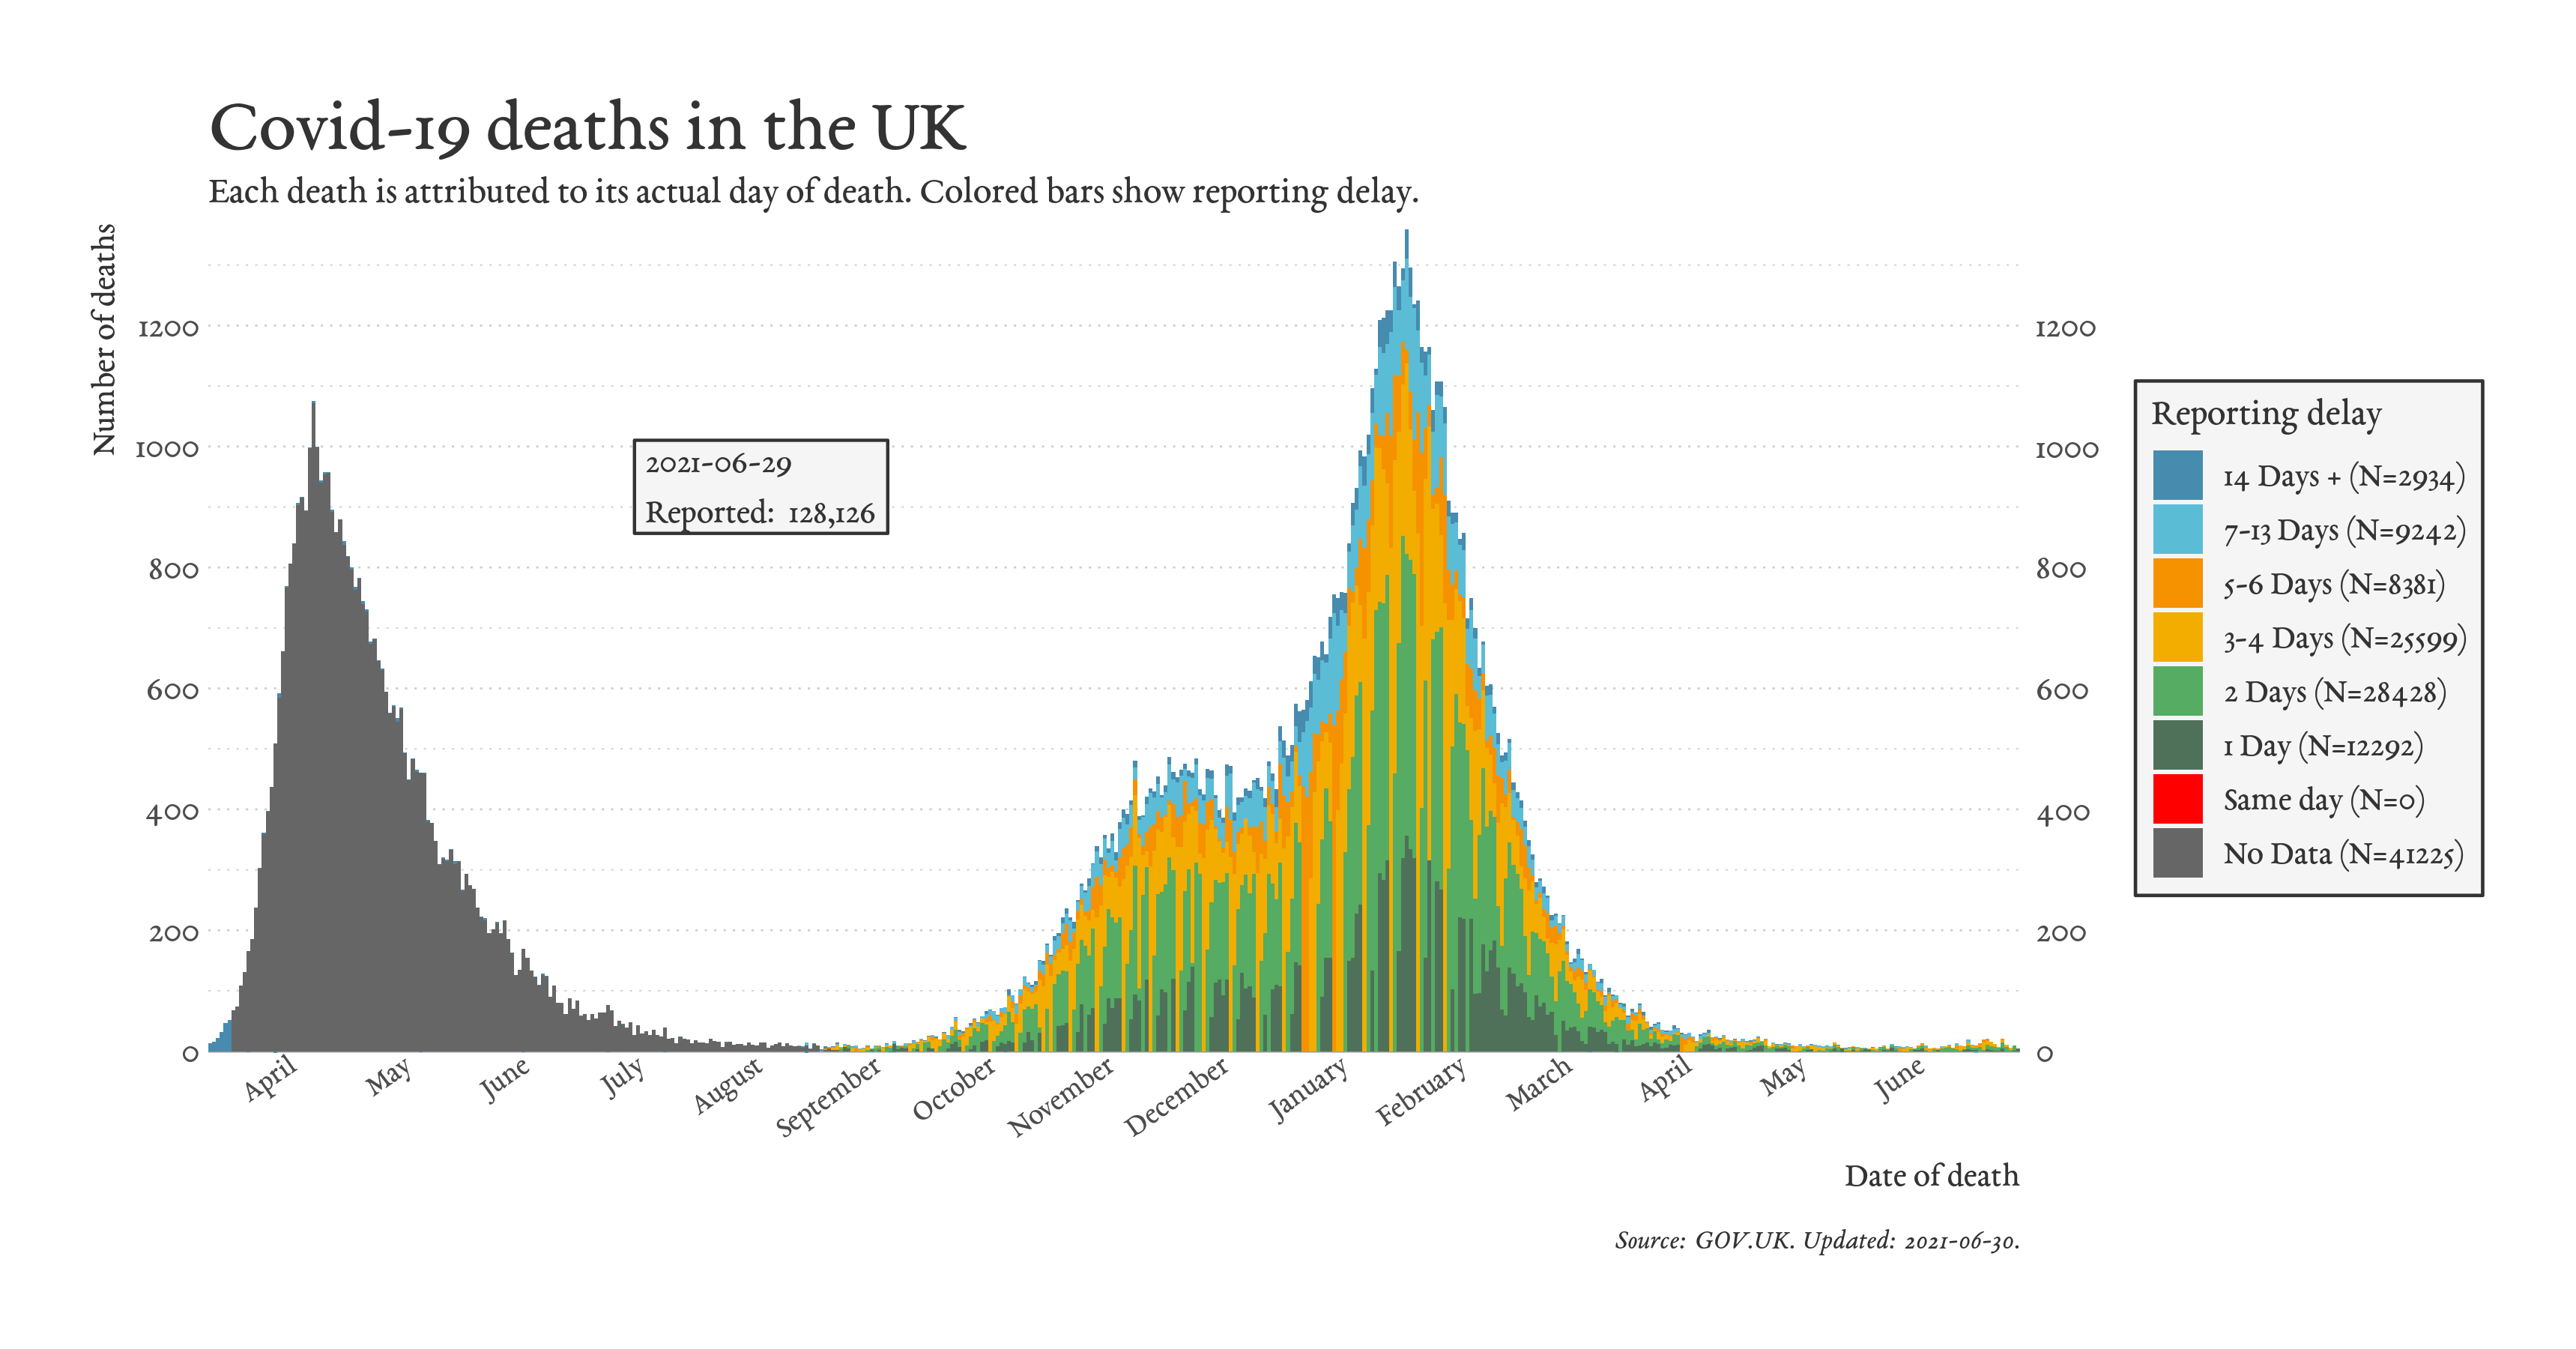 Covid-19 deaths in the UK
Each death is attributed to its actual day of death. Colored bars show reporting delay.
Number of deaths
1200
1000
800
600
400
200
0
2021-06-29
Reported: 128,126
1200
1000
800
600
400
200
0
April
May
June
July
August
September
October
November
December
January
February
March
April
May
June
Date of death
Reporting delay
14 Days + (N=2934)
7-13 Days (N=9242)
5-6 Days (N=8381)
3-4 Days (N=25599)
2 Days (N=28428)
1 Day (N=12292)
Same day (N=0)
No Data (N=41225)
Source: GOV.UK. Updated: 2021-06-30.